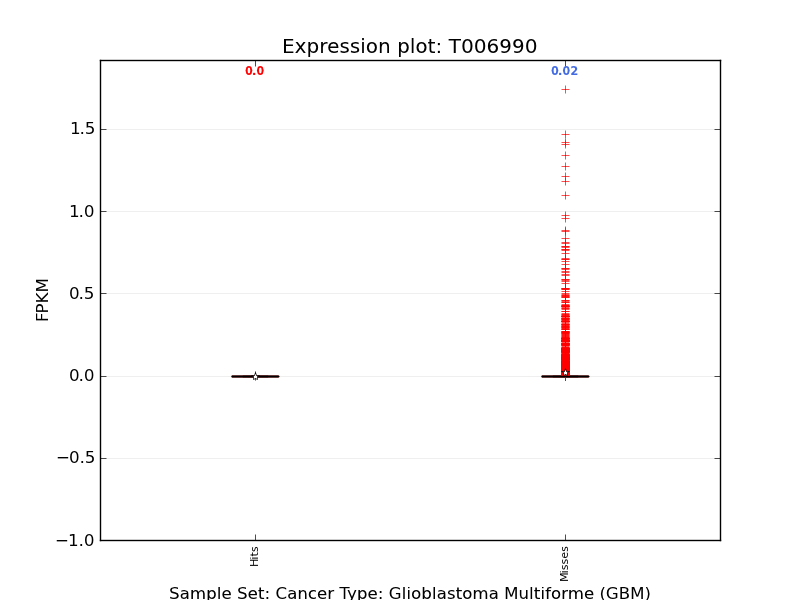 Expression plot: T006990
0.0
0.02
1.5
1.0
0.5
0.0
−0.5
−1.0
FPKM
Hits
Misses
Sample Set: Cancer Type: Glioblastoma Multiforme (GBM)